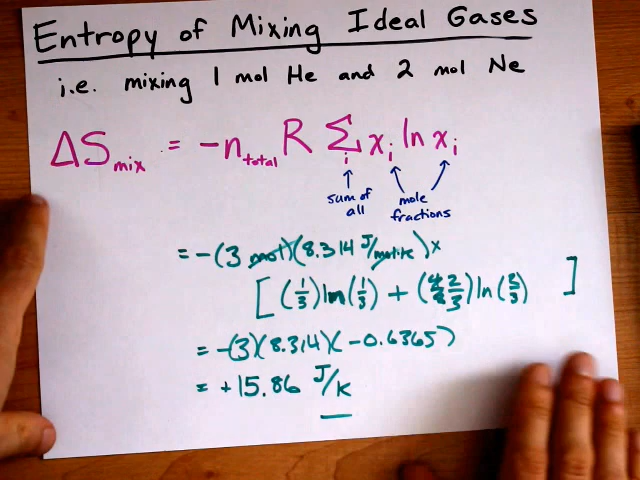 Entropy of Mixing Ideal Gases
i.e. mixing 1 mol He and 2 mol Ne
ΔS_mix = -n_total R Σ_i x_i ln x_i
sum of all
mole fractions
= -(3 mol)(8.314 J/mol·K)x
[(1/3)ln(1/3) + (2/3)ln(2/3)]
= -(3)(8.314)(-0.6365)
= +15.86 J/K